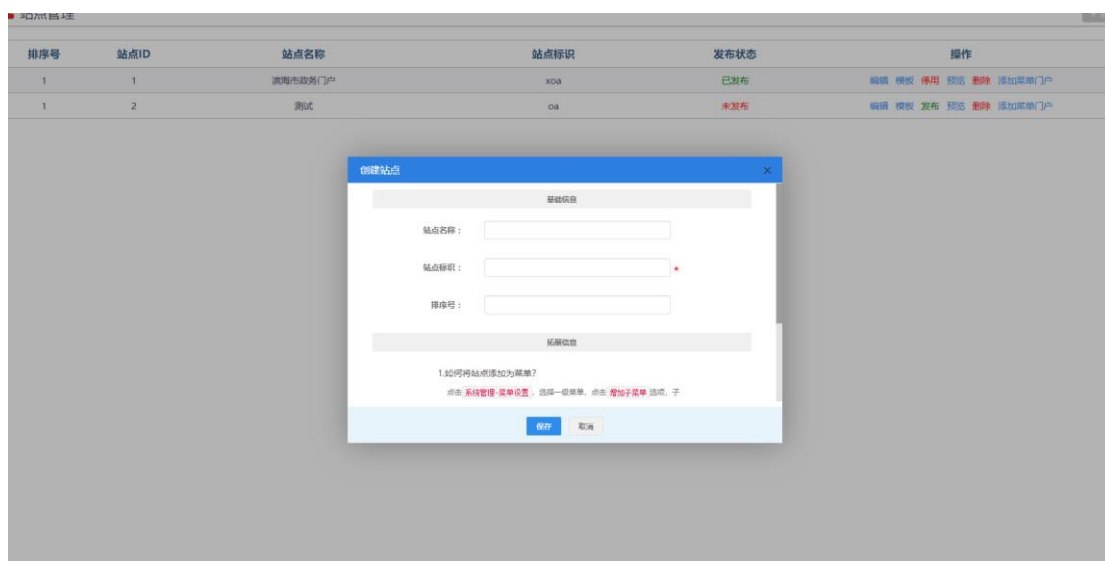 站点管理
排序号 站点ID 站点名称 站点标识 发布状态 操作
1 1 滨海市政务门户 xoa 已发布 编辑 模板 停用 预览 删除 添加菜单门户
1 2 测试 oa 未发布 编辑 模板 发布 预览 删除 添加菜单门户
创建站点 ×
基础信息
站点名称：
站点标识： *
排序号：
拓展信息
1.如何将站点添加为菜单?
点击 系统管理-菜单设置 ，选择一级菜单，点击 增加子菜单 选项，子
保存 取消